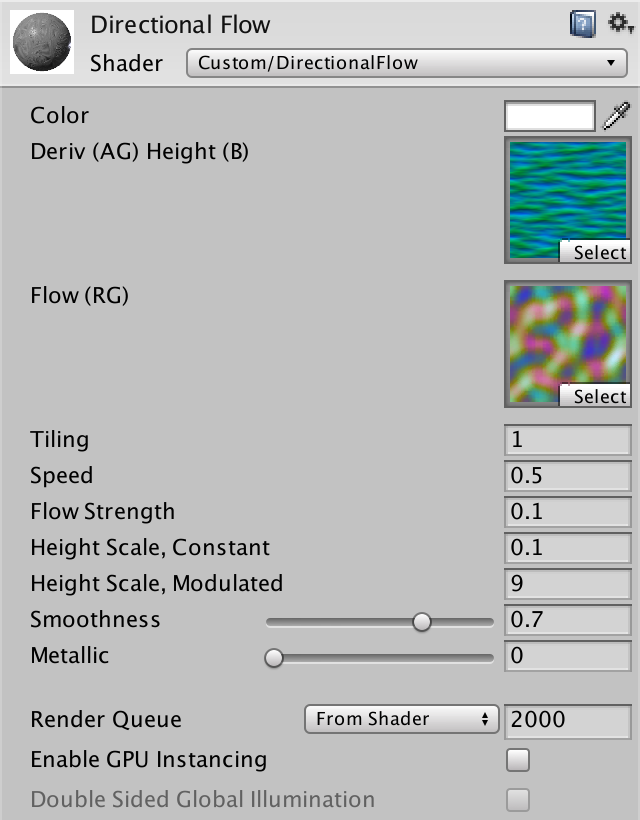 Directional Flow
Shader Custom/DirectionalFlow
Color
Deriv (AG) Height (B)
Select
Flow (RG)
Select
Tiling 1
Speed 0.5
Flow Strength 0.1
Height Scale, Constant 0.1
Height Scale, Modulated 9
Smoothness 0.7
Metallic 0
Render Queue From Shader 2000
Enable GPU Instancing
Double Sided Global Illumination